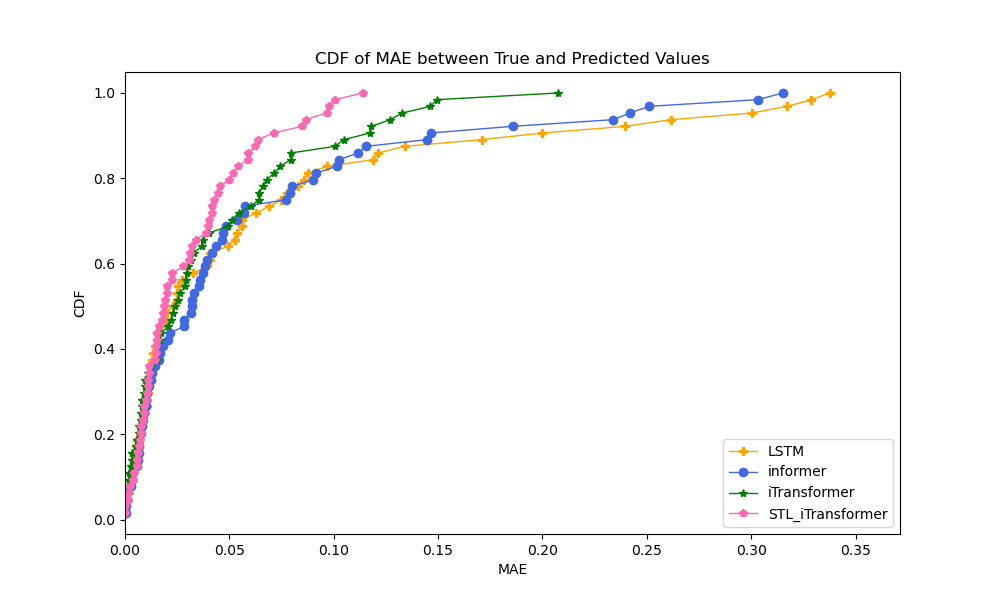 CDF of MAE between True and Predicted Values
1.0
0.8
0.6
0.4
0.2
0.0
CDF
0.00 0.05 0.10 0.15 0.20 0.25 0.30 0.35
MAE
LSTM
informer
iTransformer
STL_iTransformer